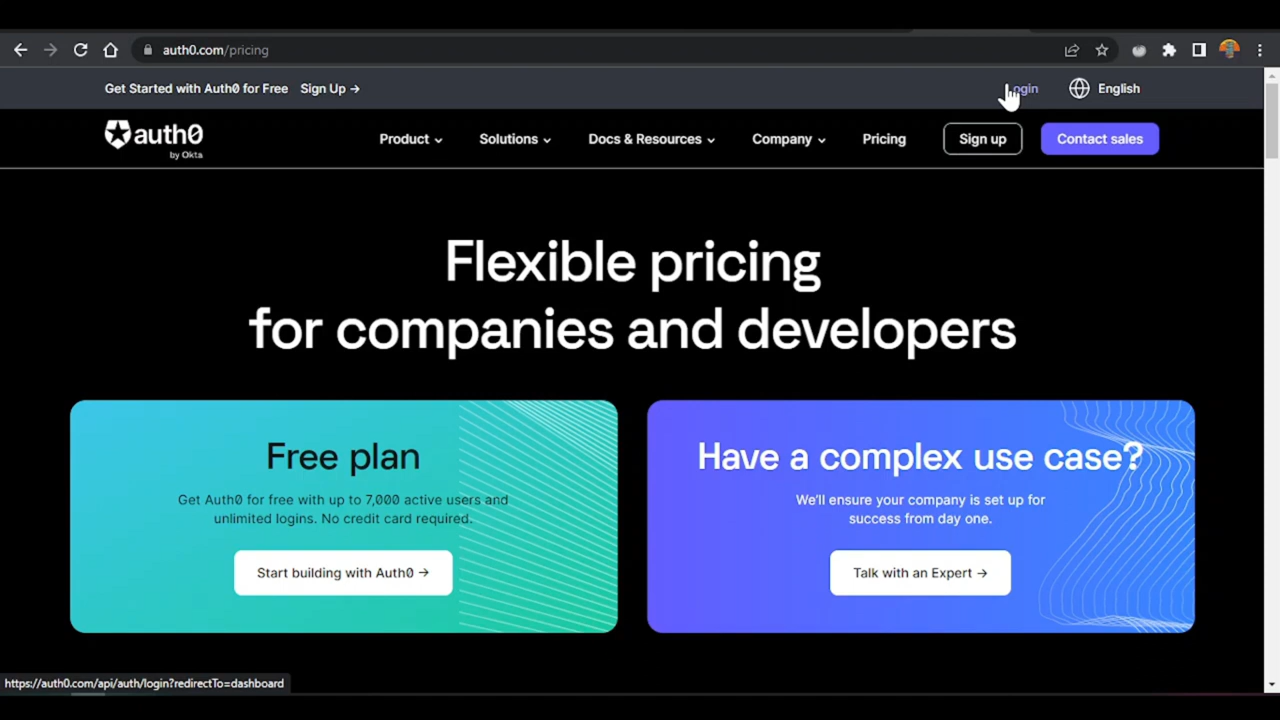 auth0.com/pricing
Get Started with Auth0 for Free Sign Up →
English
auth0
by Okta
Product
Solutions
Docs & Resources
Company
Pricing
Sign up
Contact sales
Flexible pricing
for companies and developers
Free plan
Get Auth0 for free with up to 7,000 active users and
unlimited logins. No credit card required.
Start building with Auth0 →
Have a complex use case?
We'll ensure your company is set up for
success from day one.
Talk with an Expert →
https://auth0.com/api/auth/login?redirectTo=dashboard